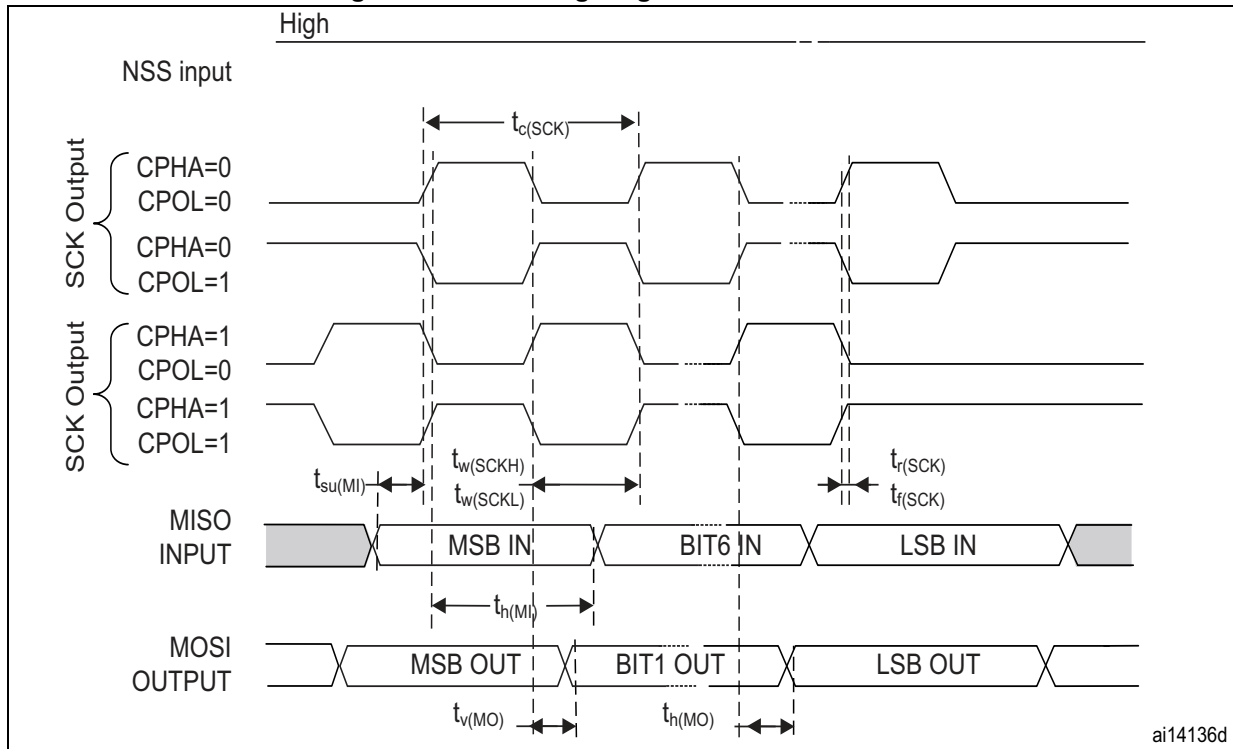 High
NSS input
tc(SCK)
SCK Output
CPHA=0
CPOL=0
CPHA=0
CPOL=1
SCK Output
CPHA=1
CPOL=0
CPHA=1
CPOL=1
tsu(MI)
tw(SCKH)
tw(SCKL)
tr(SCK)
tf(SCK)
MISO
INPUT
MSB IN
BIT6 IN
LSB IN
th(MI)
MOSI
OUTPUT
MSB OUT
BIT1 OUT
LSB OUT
tv(MO)
th(MO)
ai14136d